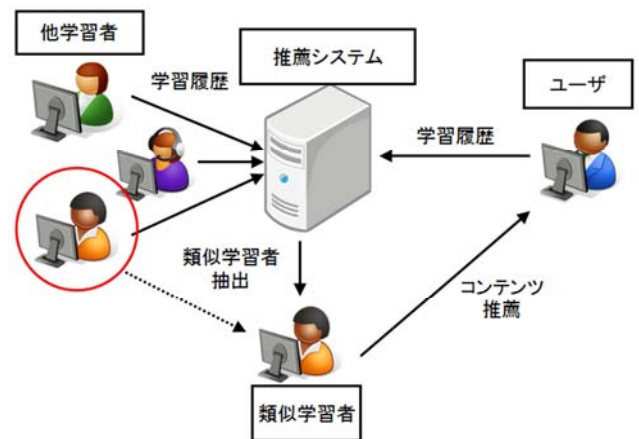 他学習者
推薦システム
ユーザ
学習履歴
学習履歴
類似学習者
抽出
コンテンツ
推薦
類似学習者